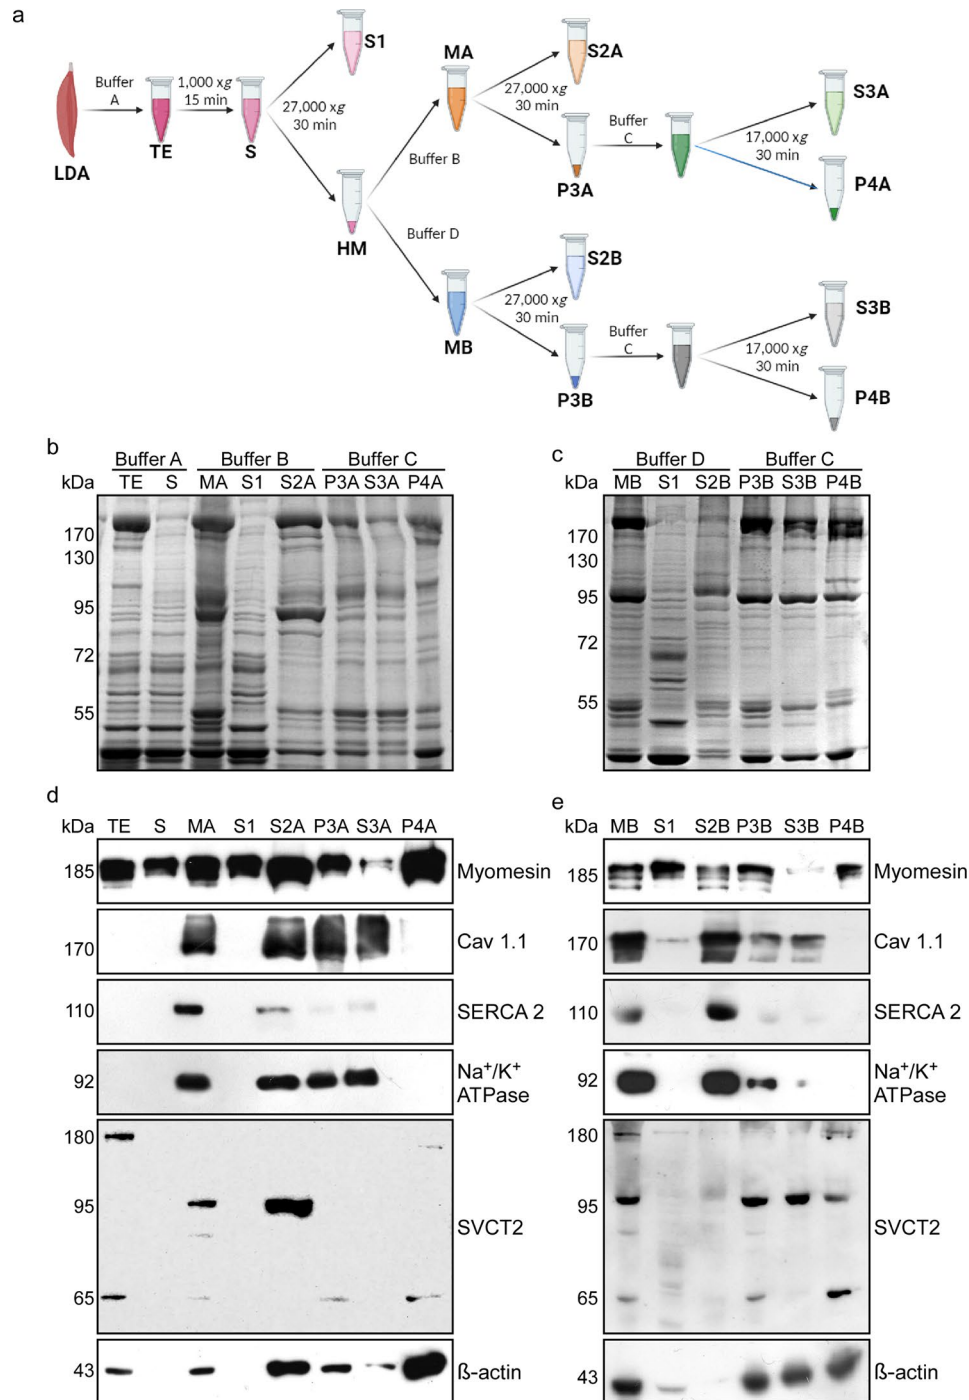 a
LDA
Buffer
A
TE
1,000 xg
15 min
S
27,000 xg
30 min
S1
HM
Buffer B
Buffer D
MA
27,000 xg
30 min
S2A
P3A
Buffer
C
17,000 xg
30 min
S3A
P4A
MB
27,000 xg
30 min
S2B
P3B
Buffer
C
17,000 xg
30 min
S3B
P4B
b
Buffer A Buffer B Buffer C
kDa TE S MA S1 S2A P3A S3A P4A
170
130
95
72
55
c
Buffer D Buffer C
kDa MB S1 S2B P3B S3B P4B
170
130
95
72
55
d
kDa TE S MA S1 S2A P3A S3A P4A
185 Myomesin
170 Cav 1.1
110 SERCA 2
92 Na⁺/K⁺
ATPase
180
95 SVCT2
65
43 ß-actin
e
kDa MB S1 S2B P3B S3B P4B
185 Myomesin
170 Cav 1.1
110 SERCA 2
92 Na⁺/K⁺
ATPase
180
95 SVCT2
65
43 ß-actin